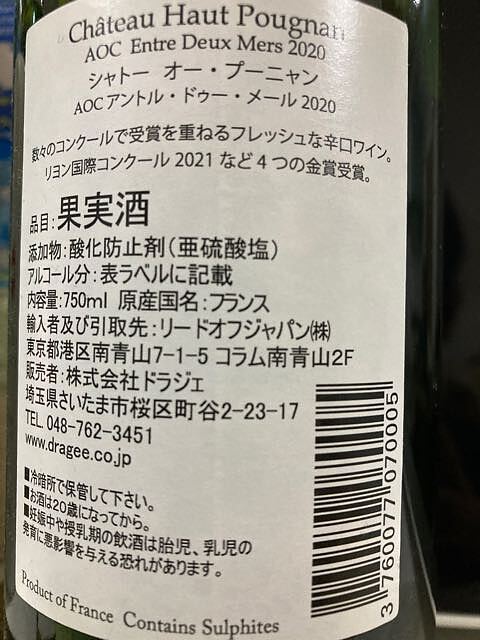 Château Haut Pougnan
AOC Entre Deux Mers 2020
シャトー オー・プーニャン
AOCアントル・ドゥー・メール 2020
数々のコンクールで受賞を重ねるフレッシュな辛口ワイン。
リヨン国際コンクール 2021 など 4 つの金賞受賞。
品目:果実酒
添加物:酸化防止剤(亜硫酸塩)
アルコール分:表ラベルに記載
内容量:750ml 原産国名:フランス
輸入者及び引取先:リードオフジャパン㈱
東京都港区南青山7-1-5 コラム南青山2F
販売者:株式会社ドラジェ
埼玉県さいたま市桜区町谷2-23-17
TEL. 048-762-3451
www.dragee.co.jp
■冷暗所で保管して下さい。
■お酒は20歳になってから。
■妊娠中や授乳期の飲酒は胎児、乳児の
発育に悪影響を与える恐れがあります。
Product of France Contains Sulphites
3 760077 070005